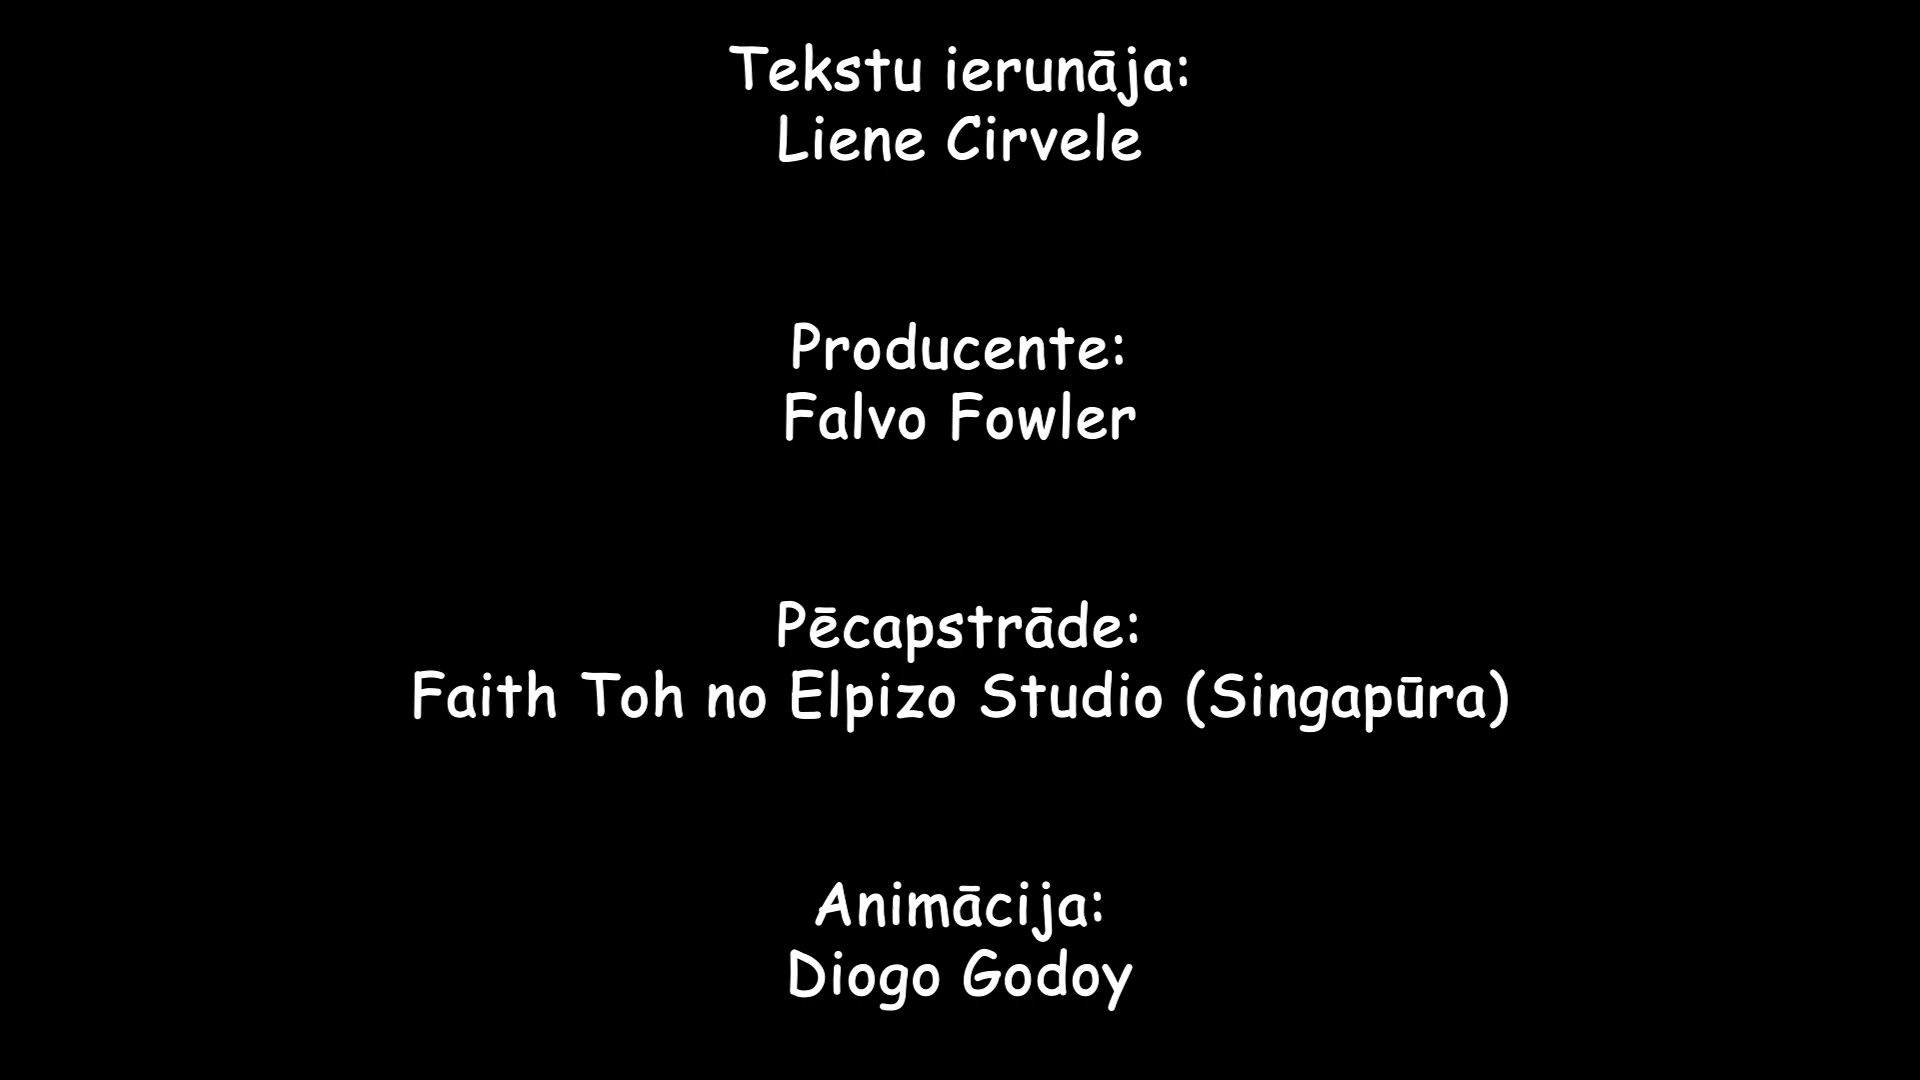 Tekstu ierunāja:
Liene Cirvele
Producente:
Falvo Fowler
Pēcapstrāde:
Faith Toh no Elpizo Studio (Singapūra)
Animācija:
Diogo Godoy